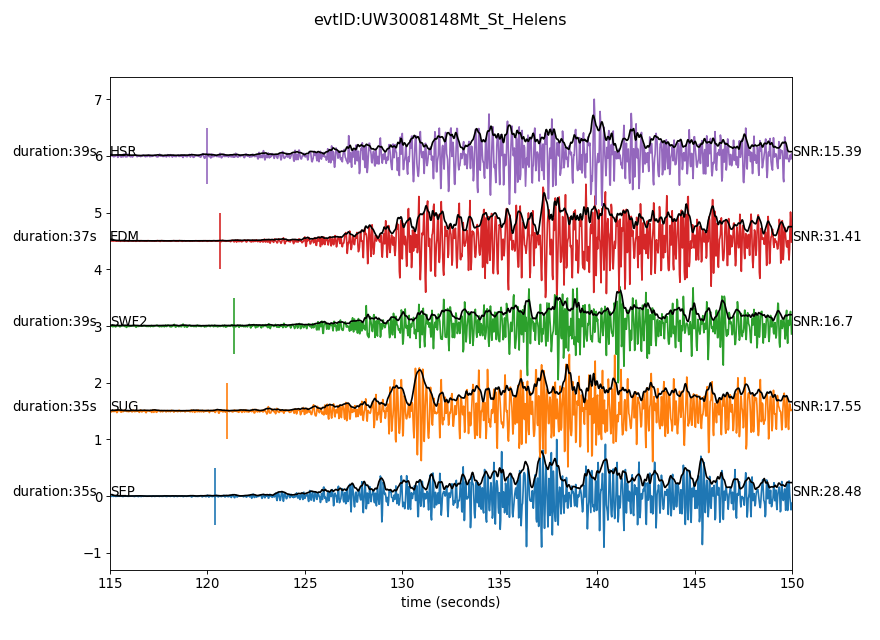 evtID:UW3008148Mt_St_Helens
7
duration:39s HSR SNR:15.39
6
5
duration:37s EDM SNR:31.41
4
duration:39s SWF2 SNR:16.7
3
2
duration:35s SUG SNR:17.55
1
duration:35s SEP SNR:28.48
0
−1
115 120 125 130 135 140 145 150
time (seconds)